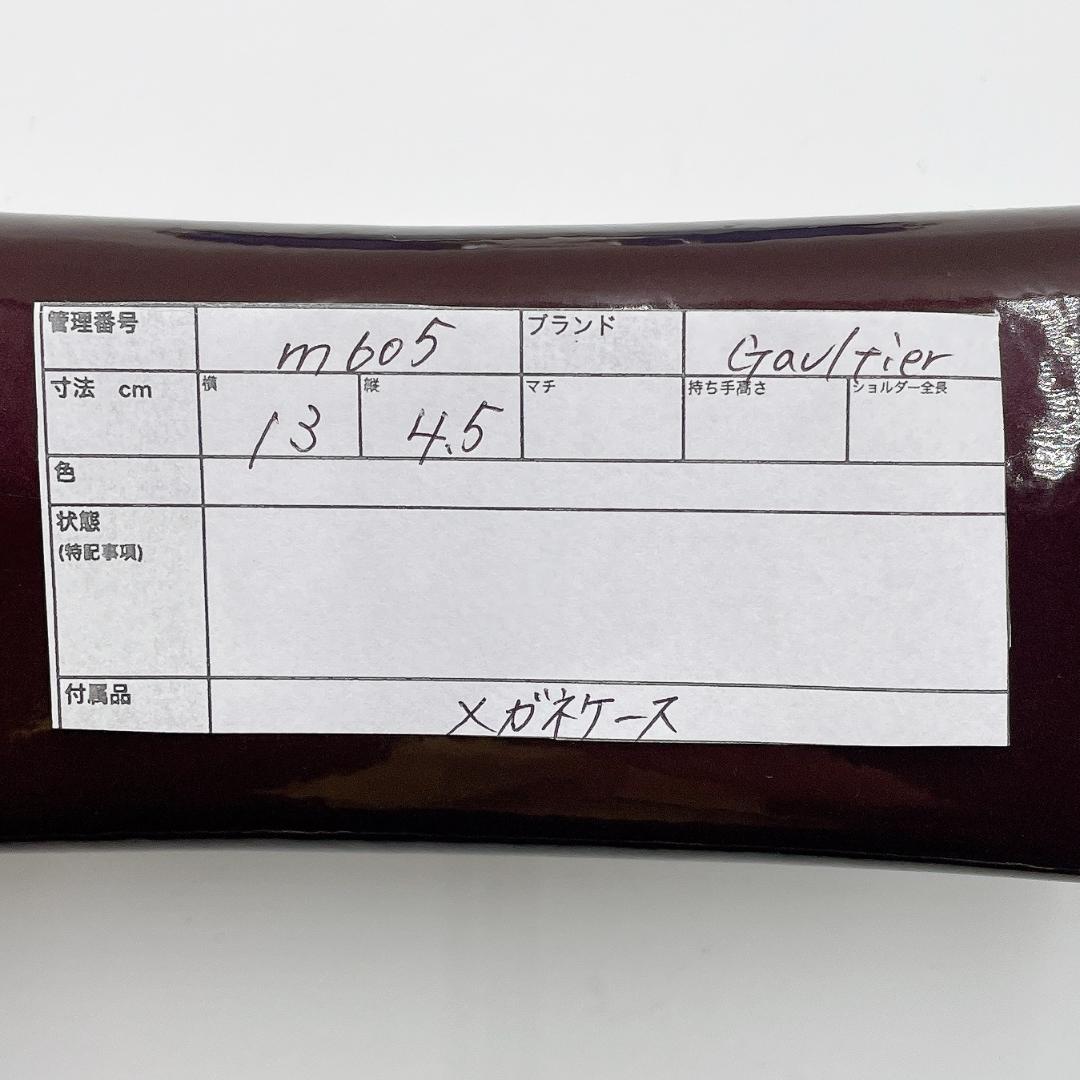 管理番号 m605 ブランド Gaultier
寸法 cm 横 13 縦 4.5 マチ 持ち手高さ ショルダー全長
色
状態
(特記事項)
付属品 メガネケース